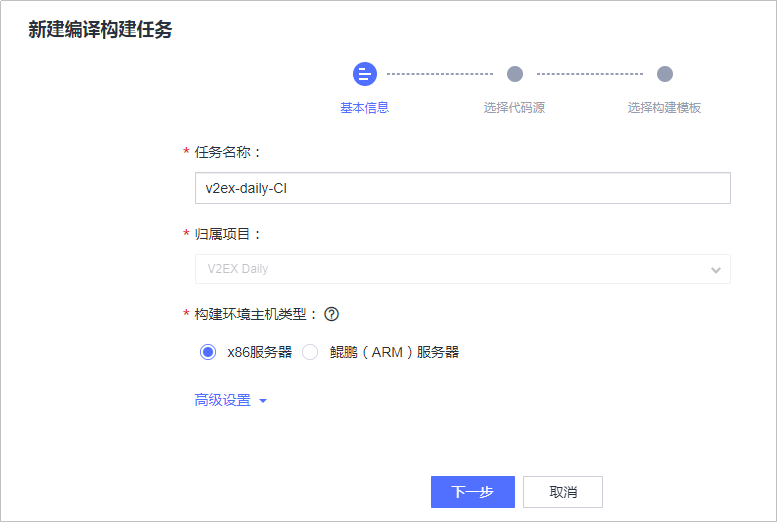 新建编译构建任务
基本信息 选择代码源 选择构建模板
* 任务名称：
v2ex-daily-CI
* 归属项目：
V2EX Daily
* 构建环境主机类型： ?
x86服务器 鲲鹏（ARM）服务器
高级设置
下一步 取消